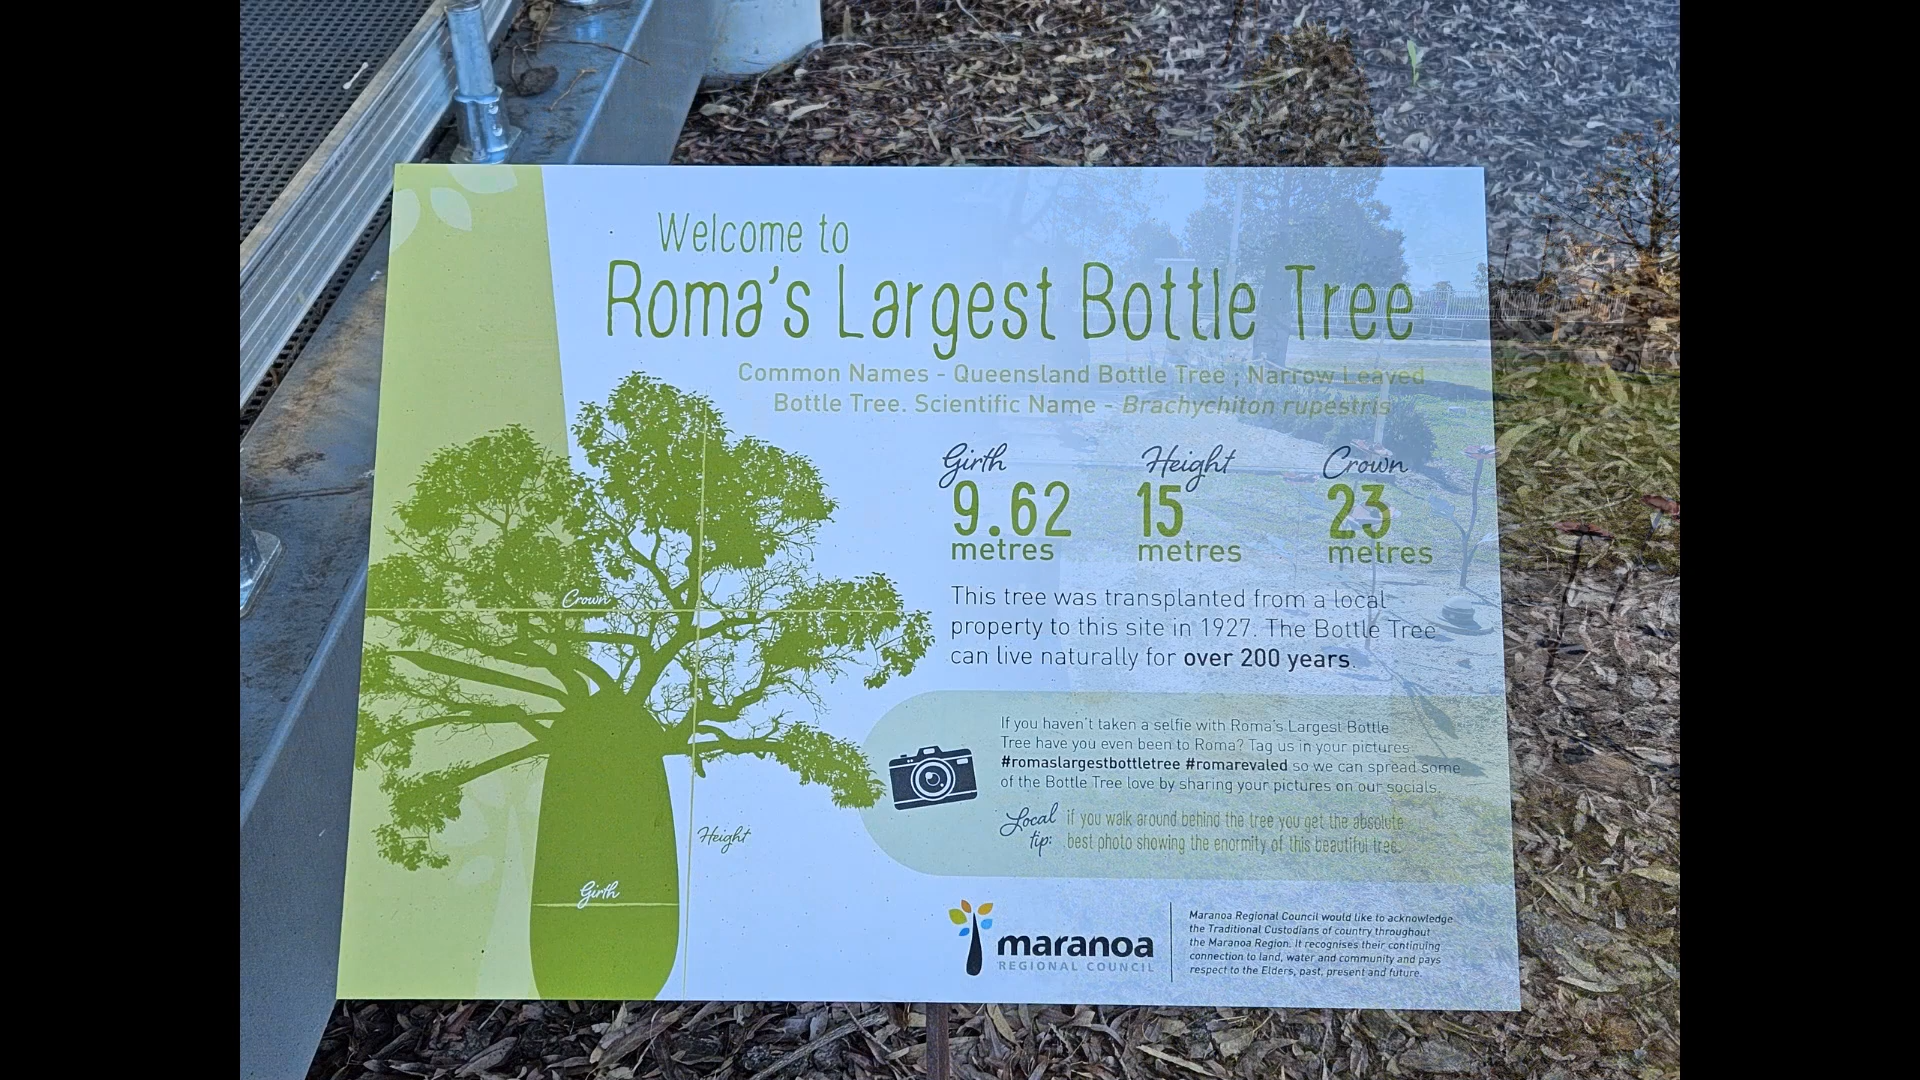 Welcome to
Roma's Largest Bottle Tree
Common Names - Queensland Bottle Tree ; Narrow Leaved
Bottle Tree. Scientific Name - Brachychiton rupestris
Girth
9.62
metres
Height
15
metres
Crown
23
metres
This tree was transplanted from a local
property to this site in 1927. The Bottle Tree
can live naturally for over 200 years.
Crown
Height
Girth
If you haven't taken a selfie with Roma's Largest Bottle
Tree have you even been to Roma? Tag us in your pictures
#romaslargestbottletree #romarevaled so we can spread some
of the Bottle Tree love by sharing your pictures on our socials.
Local tip: if you walk around behind the tree you get the absolute
best photo showing the enormity of this beautiful tree.
maranoa
REGIONAL COUNCIL
Maranoa Regional Council would like to acknowledge
the Traditional Custodians of country throughout
the Maranoa Region. It recognises their continuing
connection to land, water and community and pays
respect to the Elders, past, present and future.